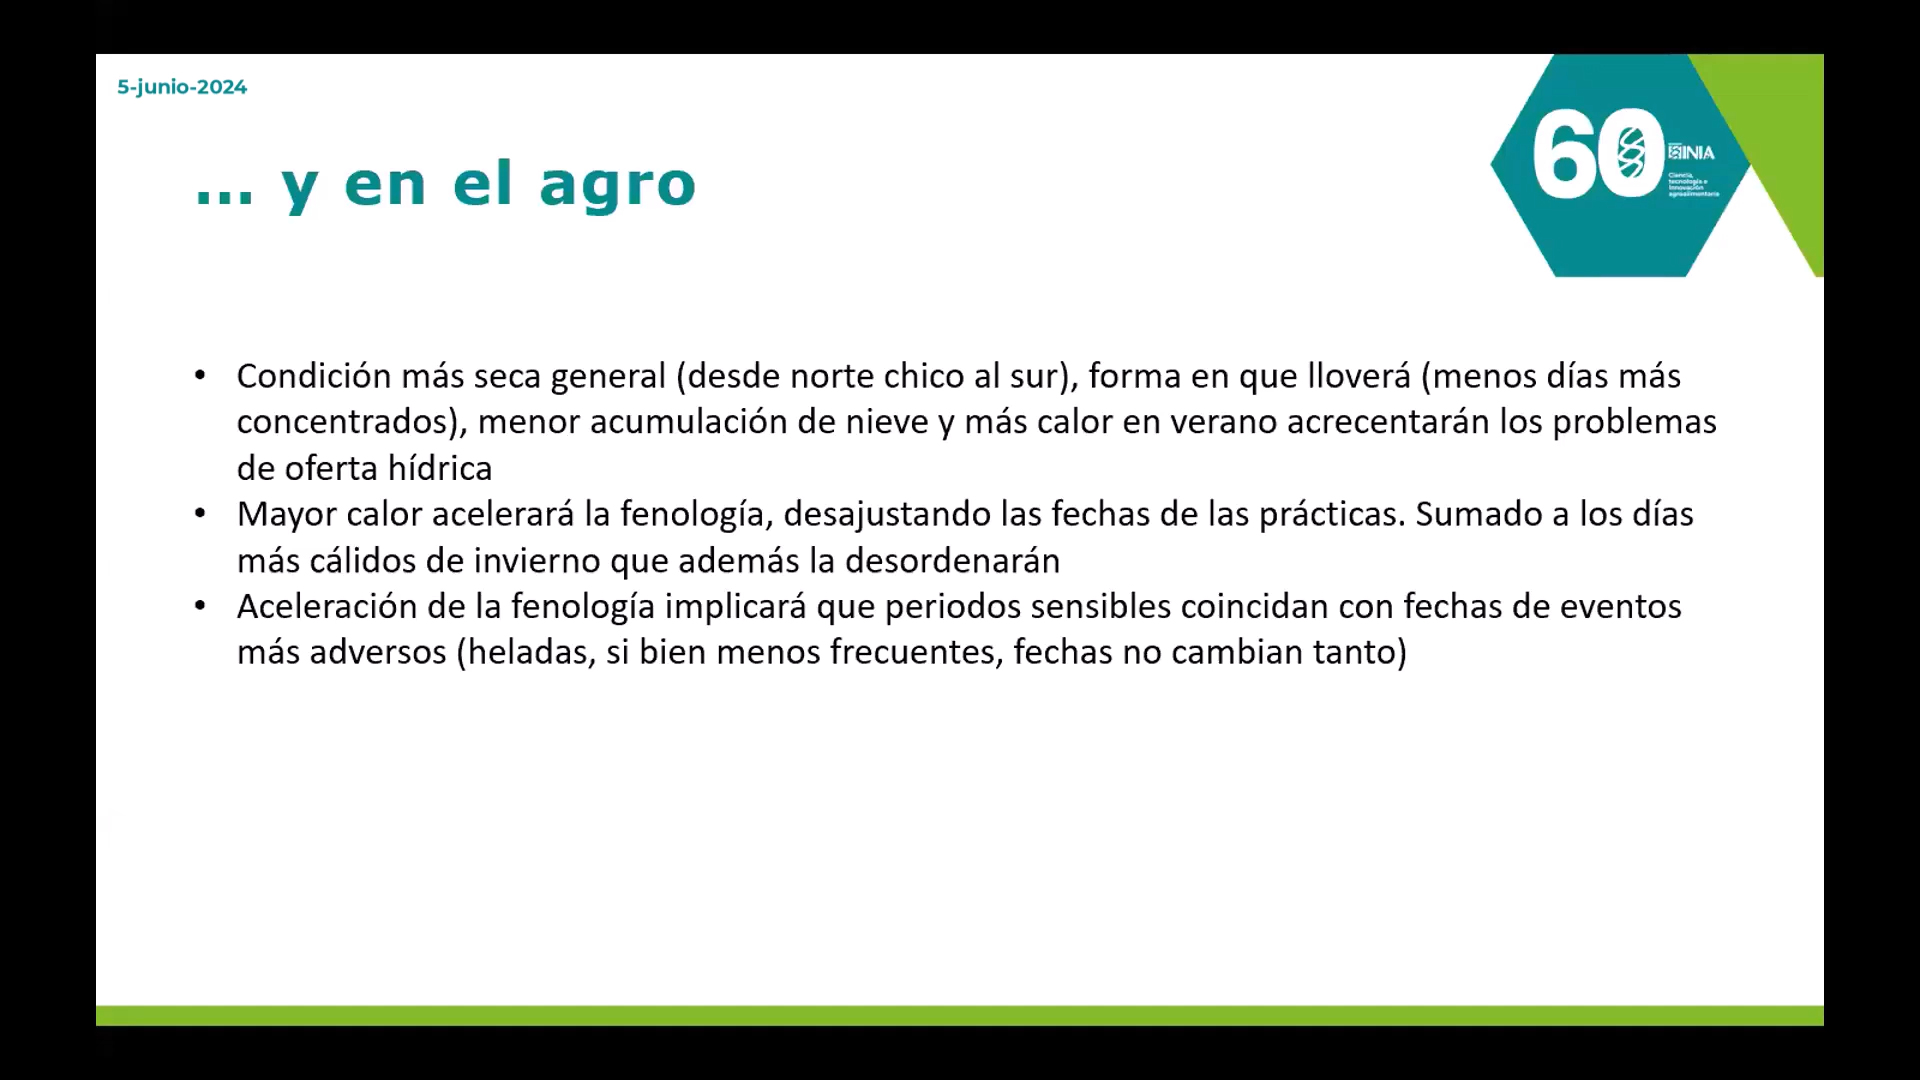 5-junio-2024
... y en el agro
60
INIA
Ciencia,
tecnología e
innovación
agroalimentaria
• Condición más seca general (desde norte chico al sur), forma en que lloverá (menos días más
concentrados), menor acumulación de nieve y más calor en verano acrecentarán los problemas
de oferta hídrica
• Mayor calor acelerará la fenología, desajustando las fechas de las prácticas. Sumado a los días
más cálidos de invierno que además la desordenarán
• Aceleración de la fenología implicará que periodos sensibles coincidan con fechas de eventos
más adversos (heladas, si bien menos frecuentes, fechas no cambian tanto)